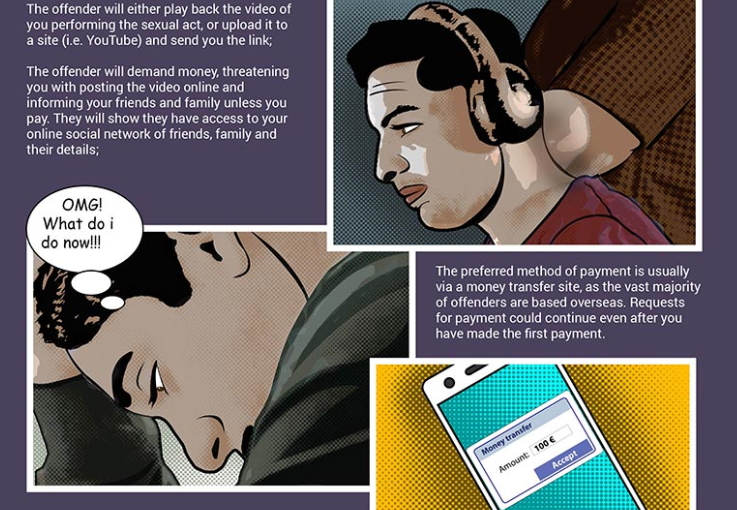 The offender will either play back the video of
you performing the sexual act, or upload it to
a site (i.e. YouTube) and send you the link;
The offender will demand money, threatening
you with posting the video online and
informing your friends and family unless you
pay. They will show they have access to your
online social network of friends, family and
their details;
OMG!
What do i
do now!!!
The preferred method of payment is usually
via a money transfer site, as the vast majority
of offenders are based overseas. Requests
for payment could continue even after you
have made the first payment.
Money transfer
Amount: 100 €
Accept